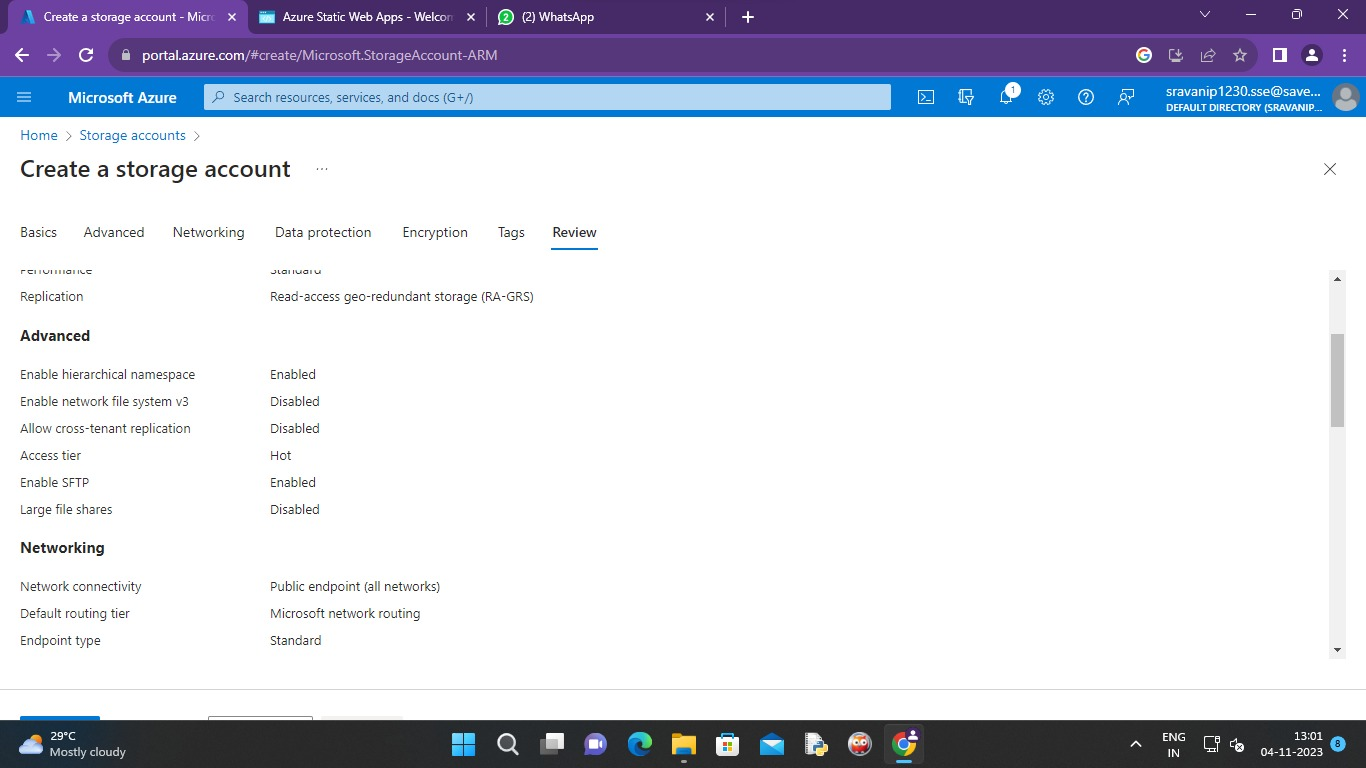 Create a storage account - Micro
Azure Static Web Apps - Welcom
(2) WhatsApp
portal.azure.com/#create/Microsoft.StorageAccount-ARM
Microsoft Azure
Search resources, services, and docs (G+/)
1
sravanip1230.sse@save...
DEFAULT DIRECTORY (SRAVANIP...
Home > Storage accounts >
Create a storage account ...
Basics Advanced Networking Data protection Encryption Tags Review
Performance Standard
Replication Read-access geo-redundant storage (RA-GRS)
Advanced
Enable hierarchical namespace Enabled
Enable network file system v3 Disabled
Allow cross-tenant replication Disabled
Access tier Hot
Enable SFTP Enabled
Large file shares Disabled
Networking
Network connectivity Public endpoint (all networks)
Default routing tier Microsoft network routing
Endpoint type Standard
29°C
Mostly cloudy
ENG
IN
13:01
04-11-2023
8